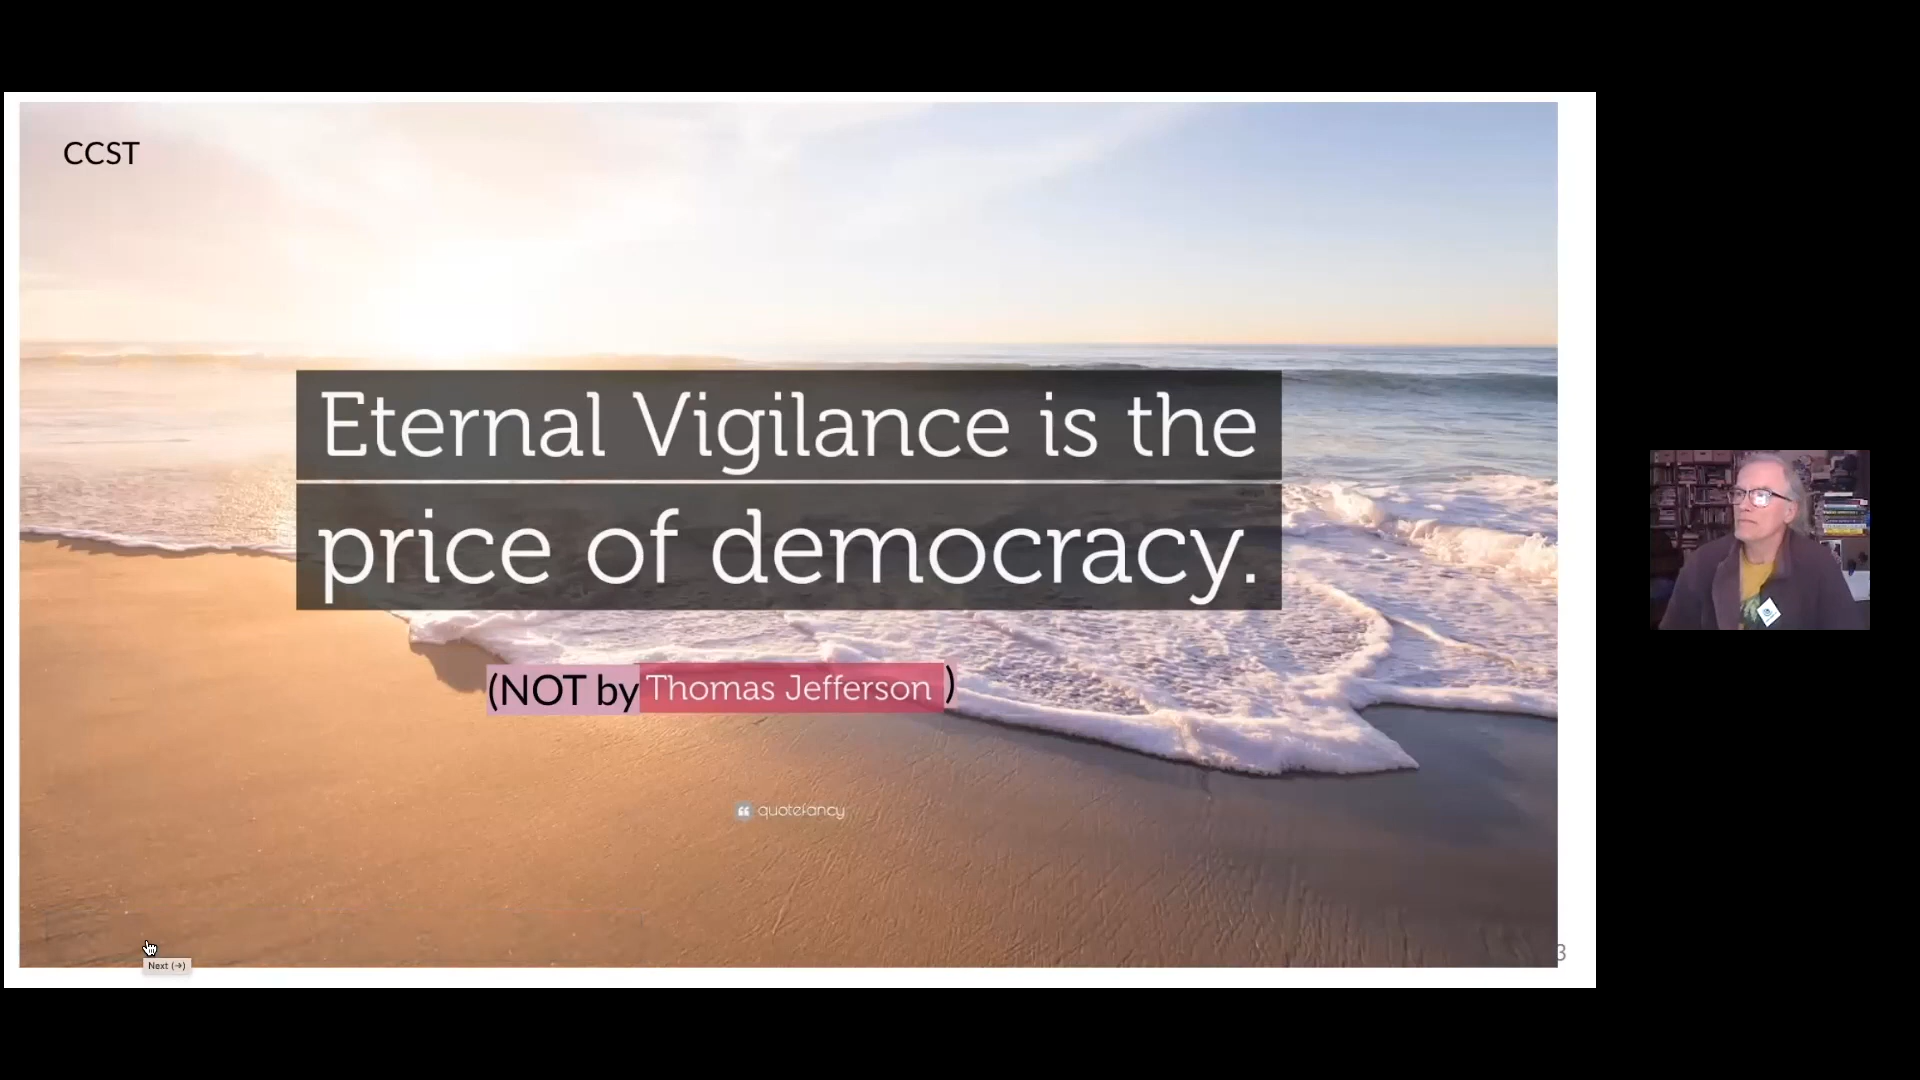 CCST
Eternal Vigilance is the
price of democracy.
(NOT by Thomas Jefferson )
quotefancy
Next (→)
3